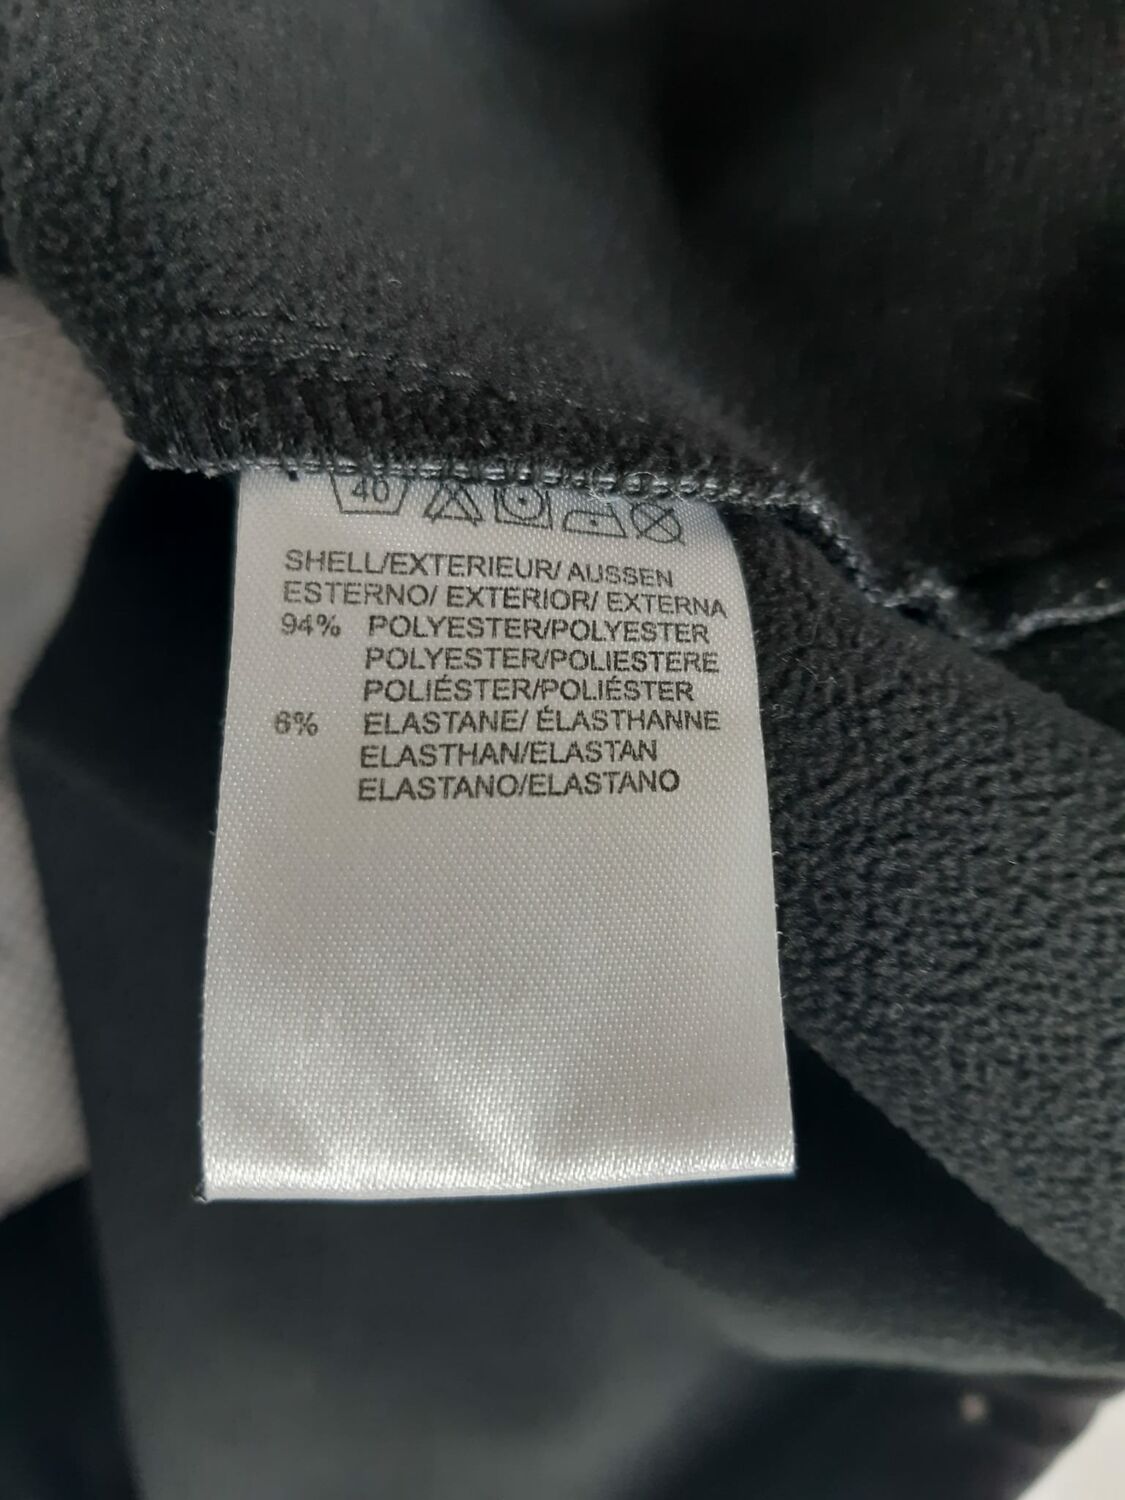 40
SHELL/EXTERIEUR/ AUSSEN
ESTERNO/ EXTERIOR/ EXTERNA
94% POLYESTER/POLYESTER
POLYESTER/POLIESTERE
POLIÉSTER/POLIÉSTER
6% ELASTANE/ ÉLASTHANNE
ELASTHAN/ELASTAN
ELASTANO/ELASTANO